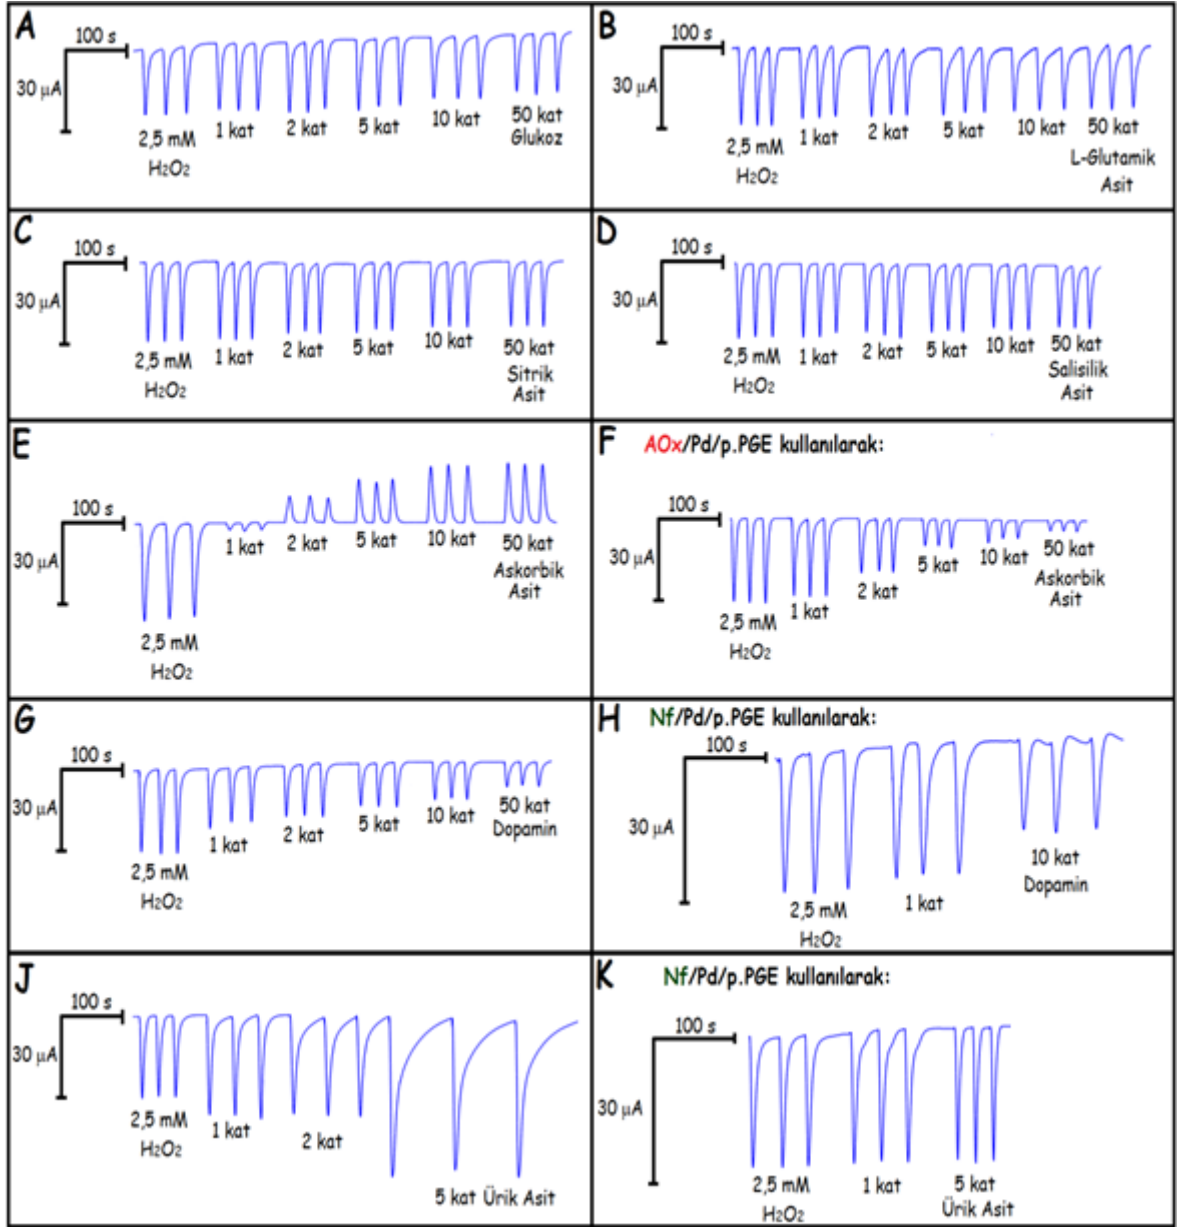 A
100 s
30 µA
2,5 mM
H2O2
1 kat
2 kat
5 kat
10 kat
50 kat
Glukoz
B
100 s
30 µA
2,5 mM
H2O2
1 kat
2 kat
5 kat
10 kat
50 kat
L-Glutamik
Asit
C
100 s
30 µA
2,5 mM
H2O2
1 kat
2 kat
5 kat
10 kat
50 kat
Sitrik
Asit
D
100 s
30 µA
2,5 mM
H2O2
1 kat
2 kat
5 kat
10 kat
50 kat
Salisilik
Asit
E
100 s
30 µA
2,5 mM
H2O2
1 kat
2 kat
5 kat
10 kat
50 kat
Askorbik
Asit
F
AOx/Pd/p.PGE kullanılarak:
100 s
30 µA
2,5 mM
H2O2
1 kat
2 kat
5 kat
10 kat
50 kat
Askorbik
Asit
G
100 s
30 µA
2,5 mM
H2O2
1 kat
2 kat
5 kat
10 kat
50 kat
Dopamin
H
Nf/Pd/p.PGE kullanılarak:
100 s
30 µA
2,5 mM
H2O2
1 kat
10 kat
Dopamin
J
100 s
30 µA
2,5 mM
H2O2
1 kat
2 kat
5 kat Ürik Asit
K
Nf/Pd/p.PGE kullanılarak:
100 s
30 µA
2,5 mM
H2O2
1 kat
5 kat
Ürik Asit